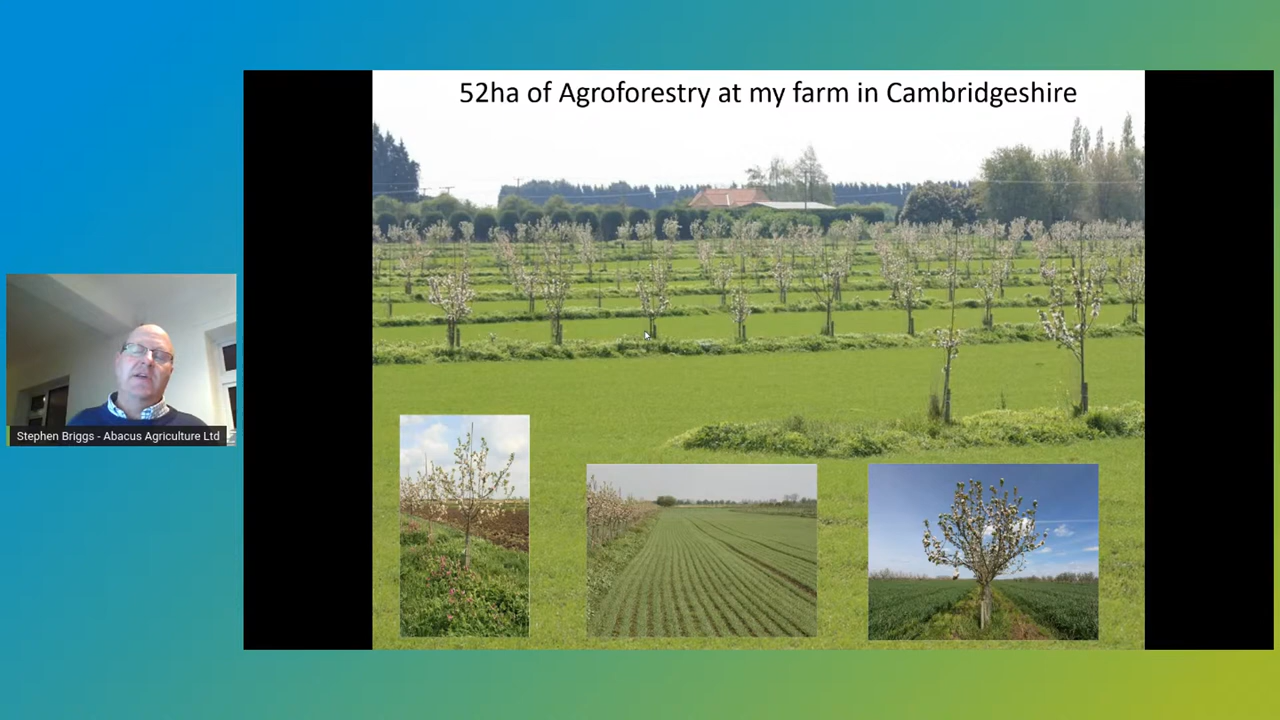 52ha of Agroforestry at my farm in Cambridgeshire
Stephen Briggs - Abacus Agriculture Ltd